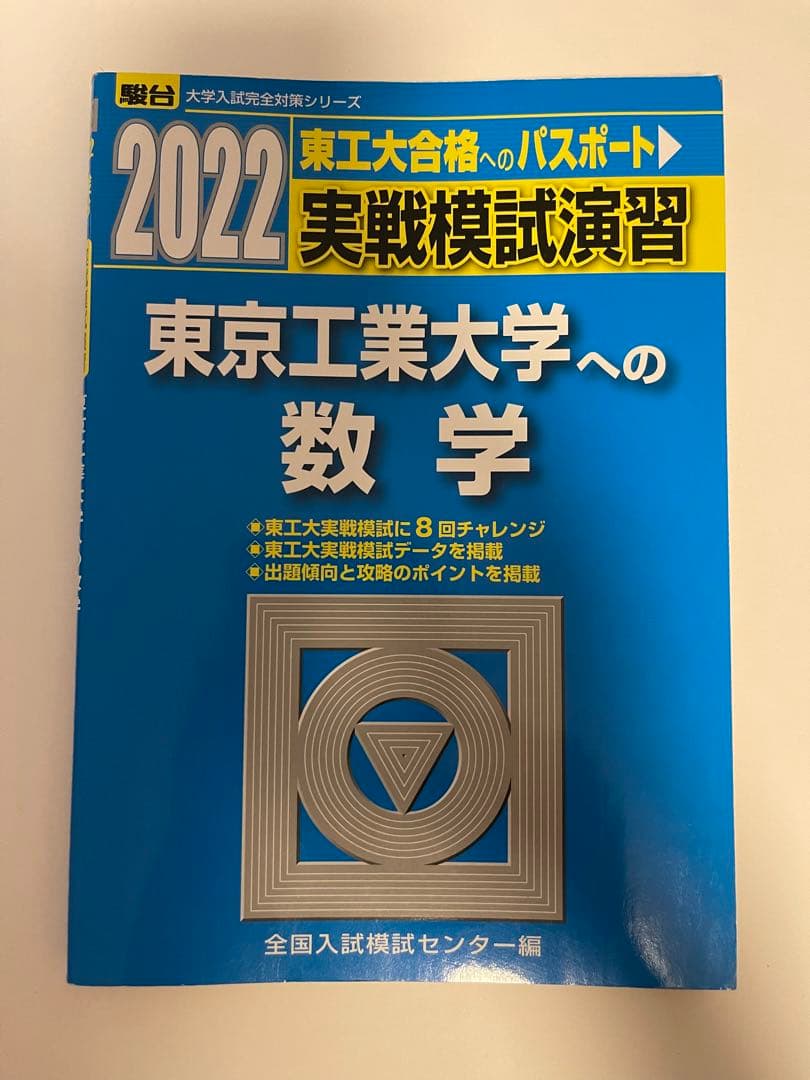 駿台 大学入試完全対策シリーズ
2022
東工大合格へのパスポート▶
実戦模試演習
東京工業大学への
数学
東工大実戦模試に8回チャレンジ
東工大実戦模試データを掲載
出題傾向と攻略のポイントを掲載
全国入試模試センター編